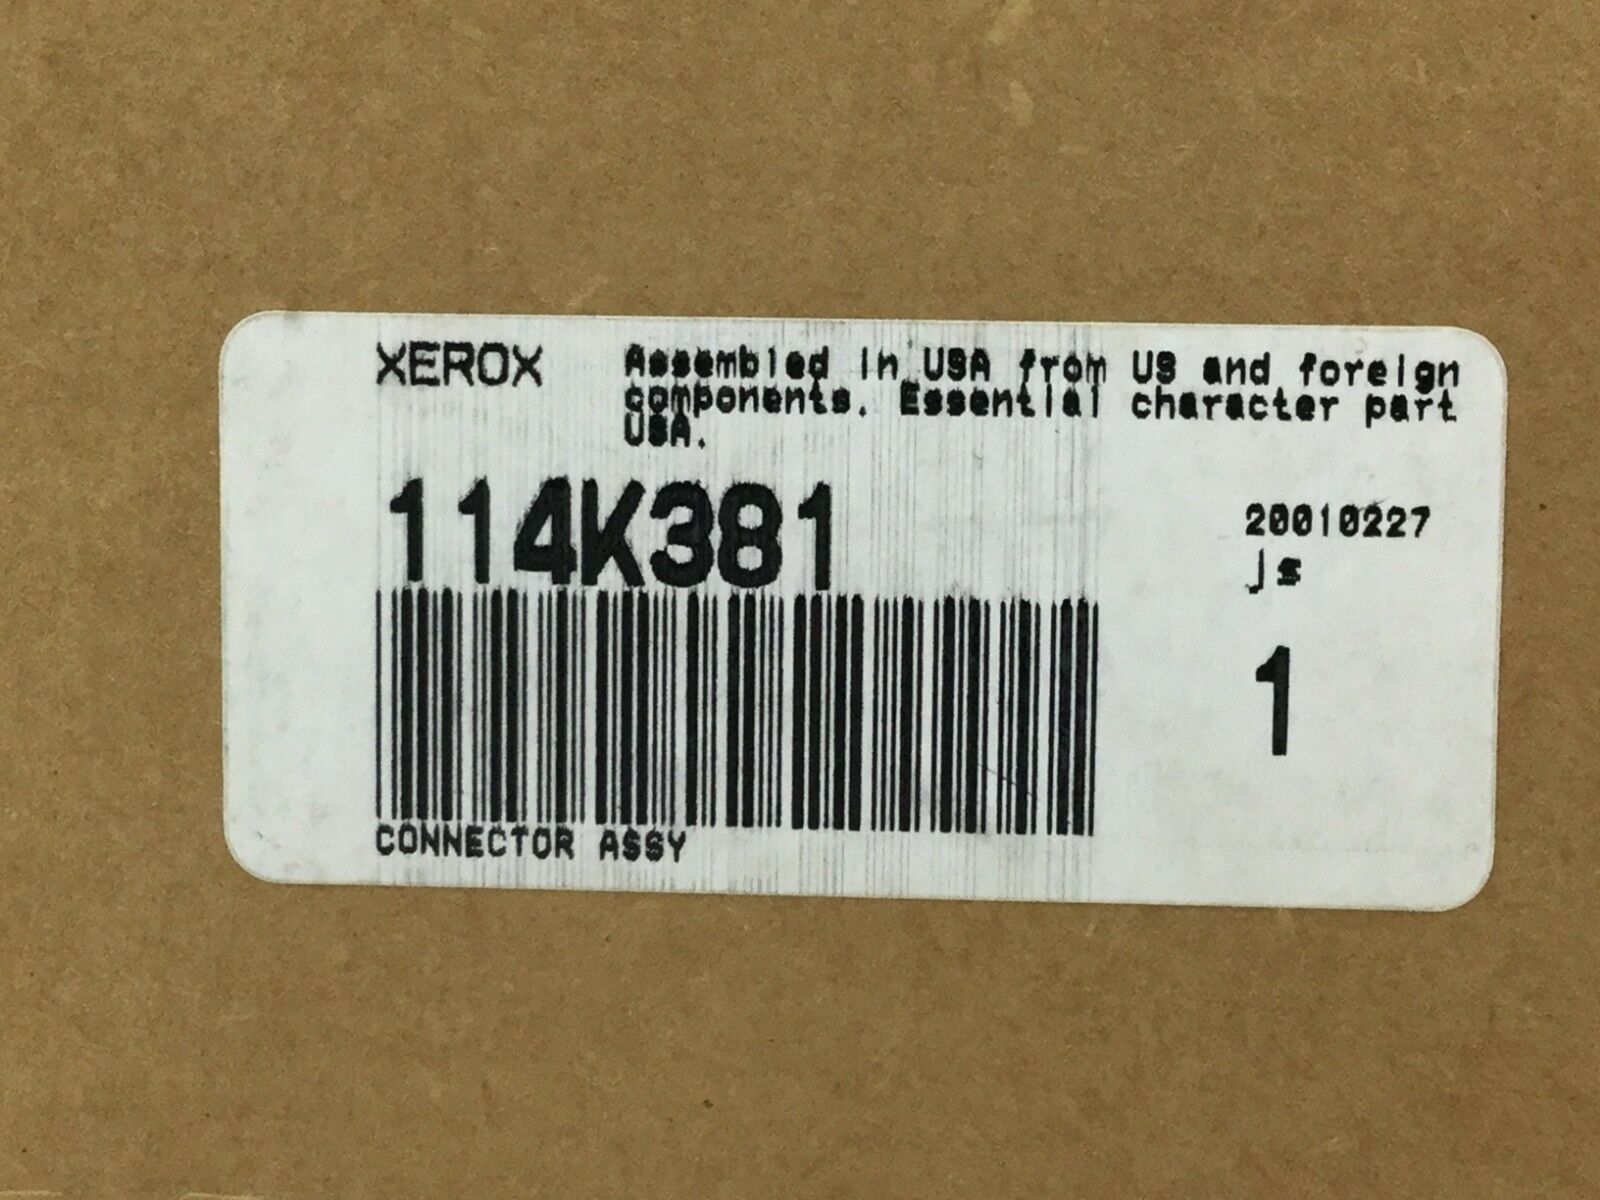 XEROX
Assembled in USA from US and foreign
components. Essential character part
USA.
114K381
20010227
js
1
CONNECTOR ASSY